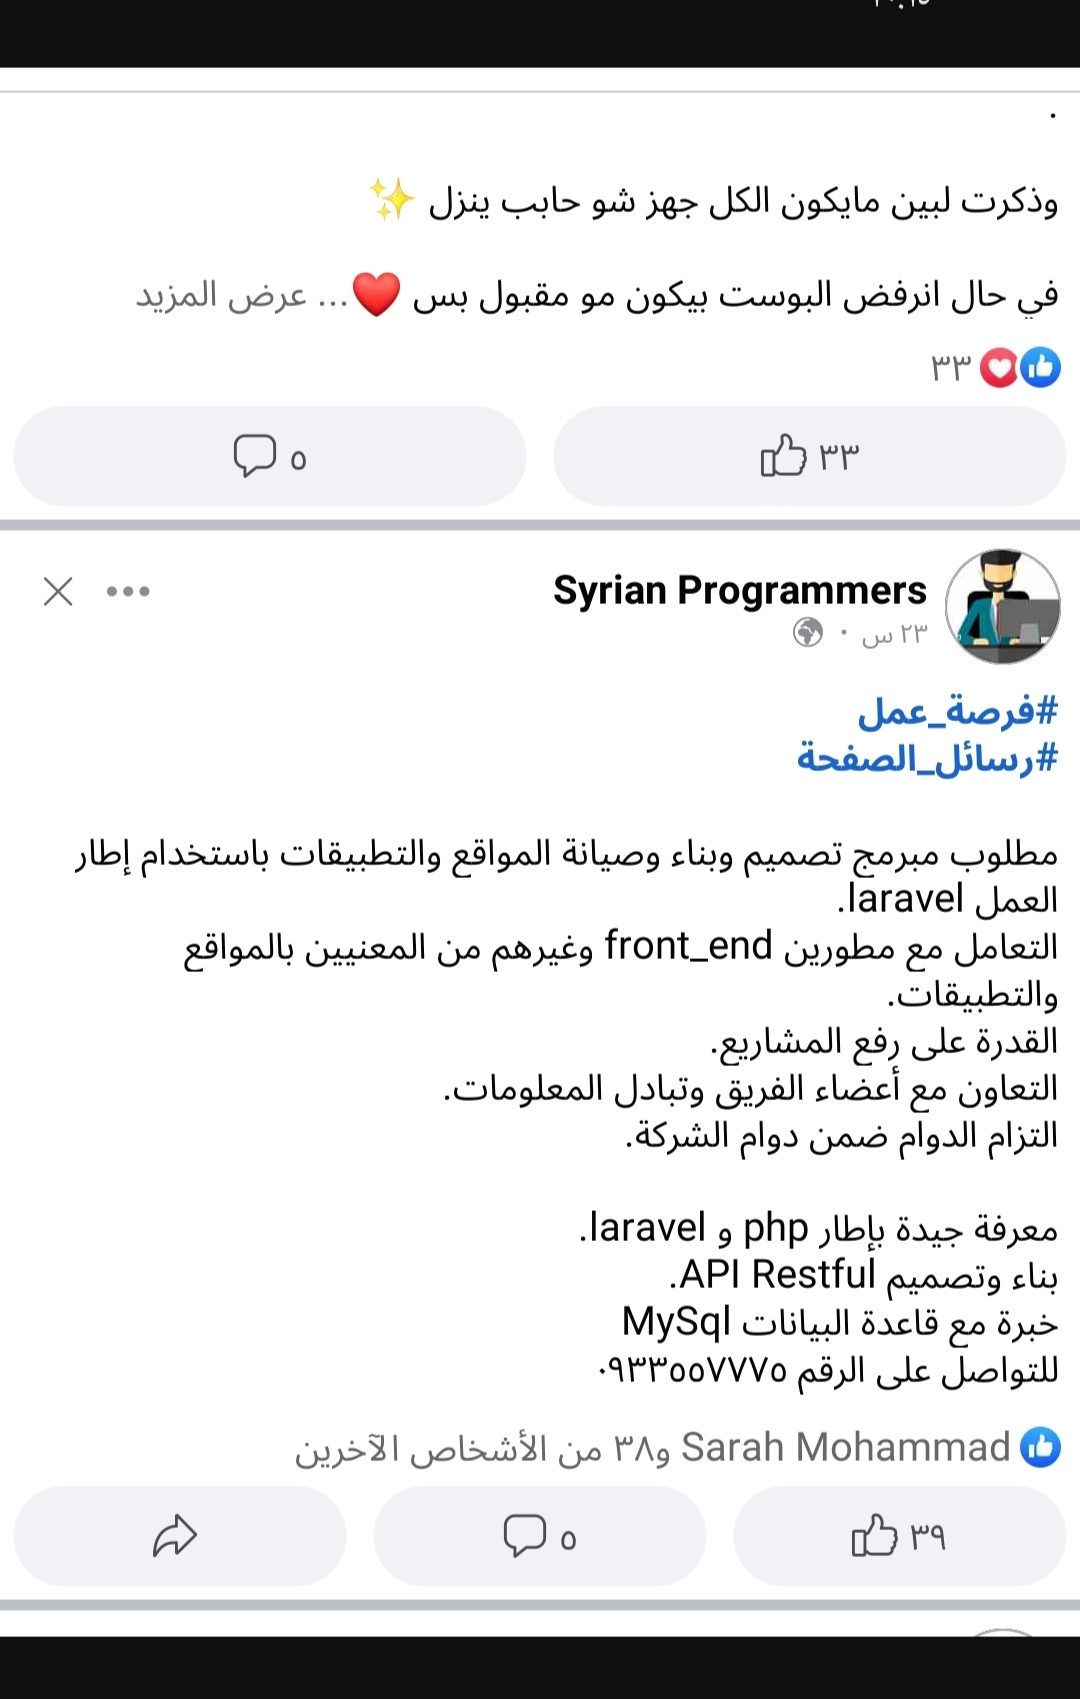 .
وذكرت لبين مايكون الكل جهز شو حابب ينزل ✨
في حال انرفض البوست بيكون مو مقبول بس ❤️... عرض المزيد
٣٣
٣٣
٥
Syrian Programmers
٢٣ س ·
#فرصة_عمل
#رسائل_الصفحة
مطلوب مبرمج تصميم وبناء وصيانة المواقع والتطبيقات باستخدام إطار
العمل laravel.
التعامل مع مطورين front_end وغيرهم من المعنيين بالمواقع
والتطبيقات.
القدرة على رفع المشاريع.
التعاون مع أعضاء الفريق وتبادل المعلومات.
التزام الدوام ضمن دوام الشركة.
معرفة جيدة بإطار php و laravel.
بناء وتصميم API Restful.
خبرة مع قاعدة البيانات MySql
للتواصل على الرقم ٠٩٣٣٥٥٧٧٧٥
Sarah Mohammad و٣٨ من الأشخاص الآخرين
٣٩
٥